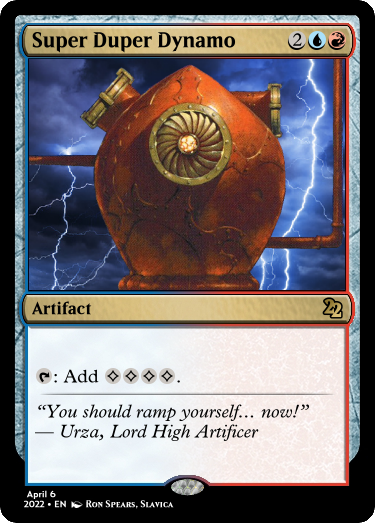 Super Duper Dynamo 2
Artifact
: Add .
“You should ramp yourself… now!”
— Urza, Lord High Artificer
April 6
2022 • EN Ron Spears, Slavica